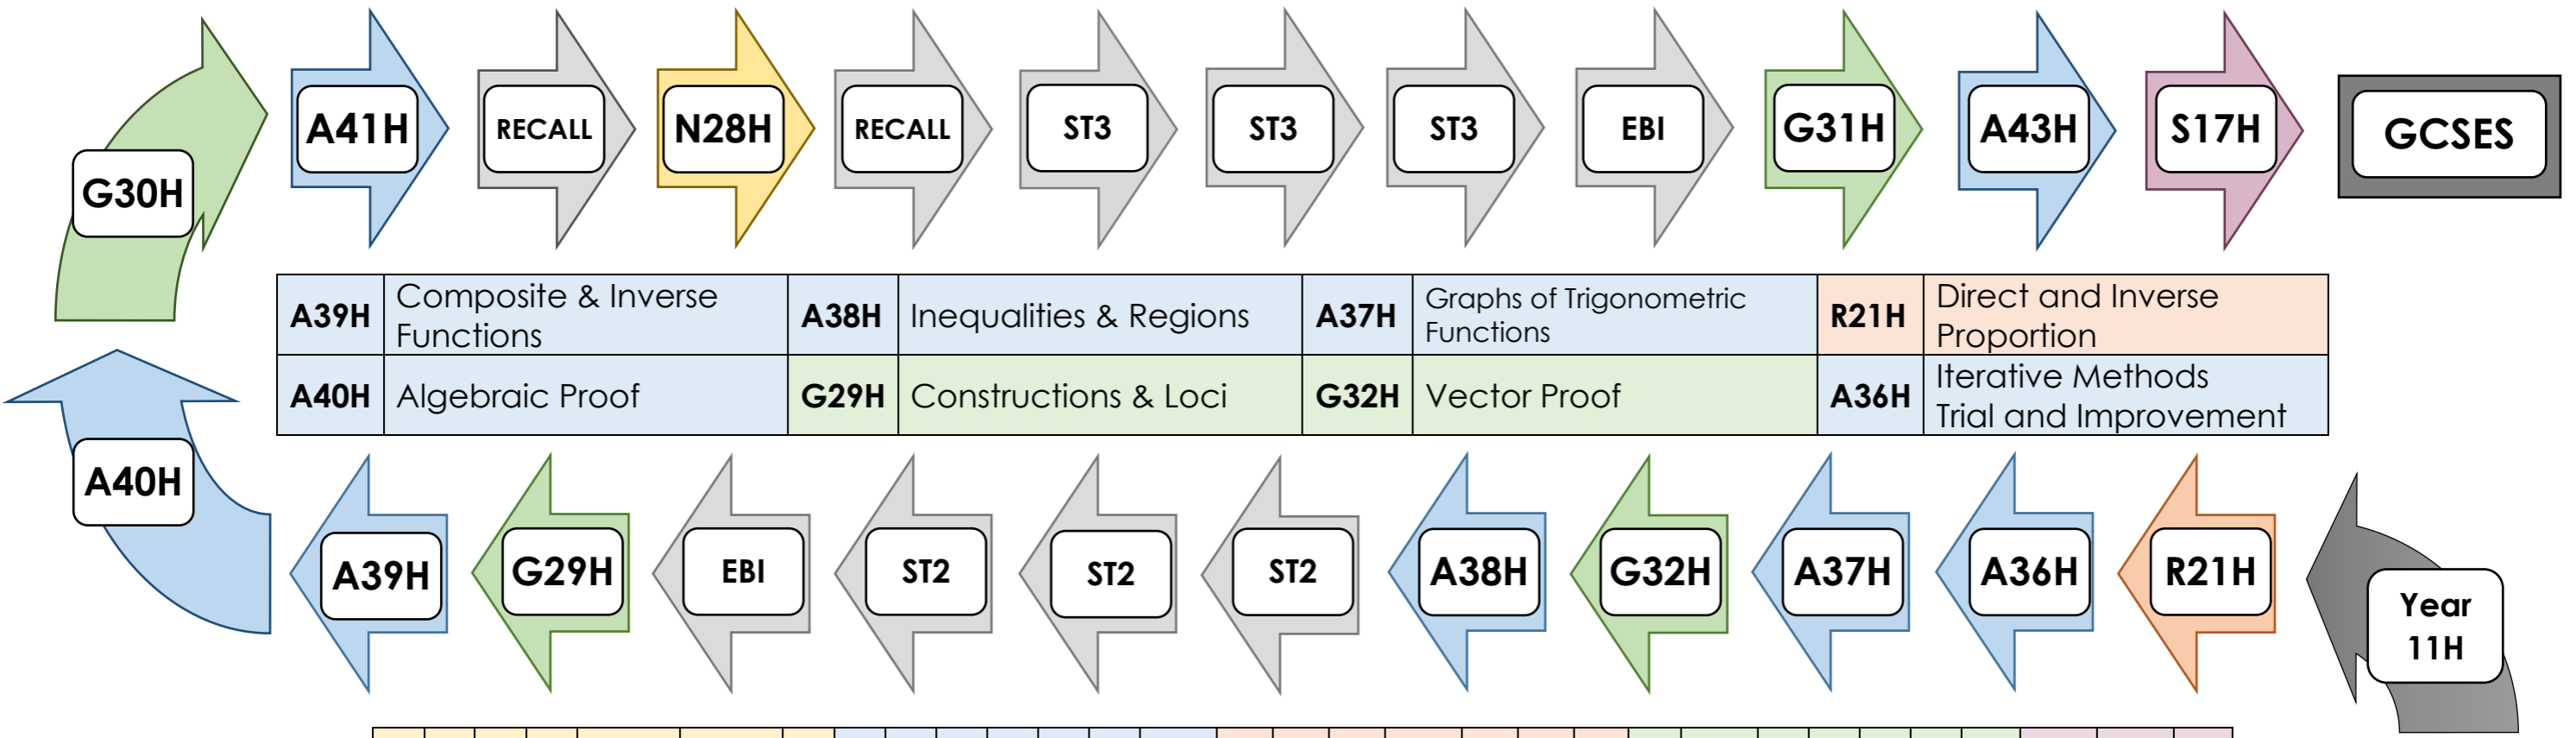 A41H
RECALL
N28H
RECALL
ST3
ST3
ST3
EBI
G31H
A43H
S17H
GCSES
G30H
A39H
Composite & Inverse
Functions
A38H
Inequalities & Regions
A37H
Graphs of Trigonometric
Functions
R21H
Direct and Inverse
Proportion
A40H
Algebraic Proof
G29H
Constructions & Loci
G32H
Vector Proof
A36H
Iterative Methods
Trial and Improvement
A40H
A39H
G29H
EBI
ST2
ST2
ST2
A38H
G32H
A37H
A36H
R21H
Year
11H